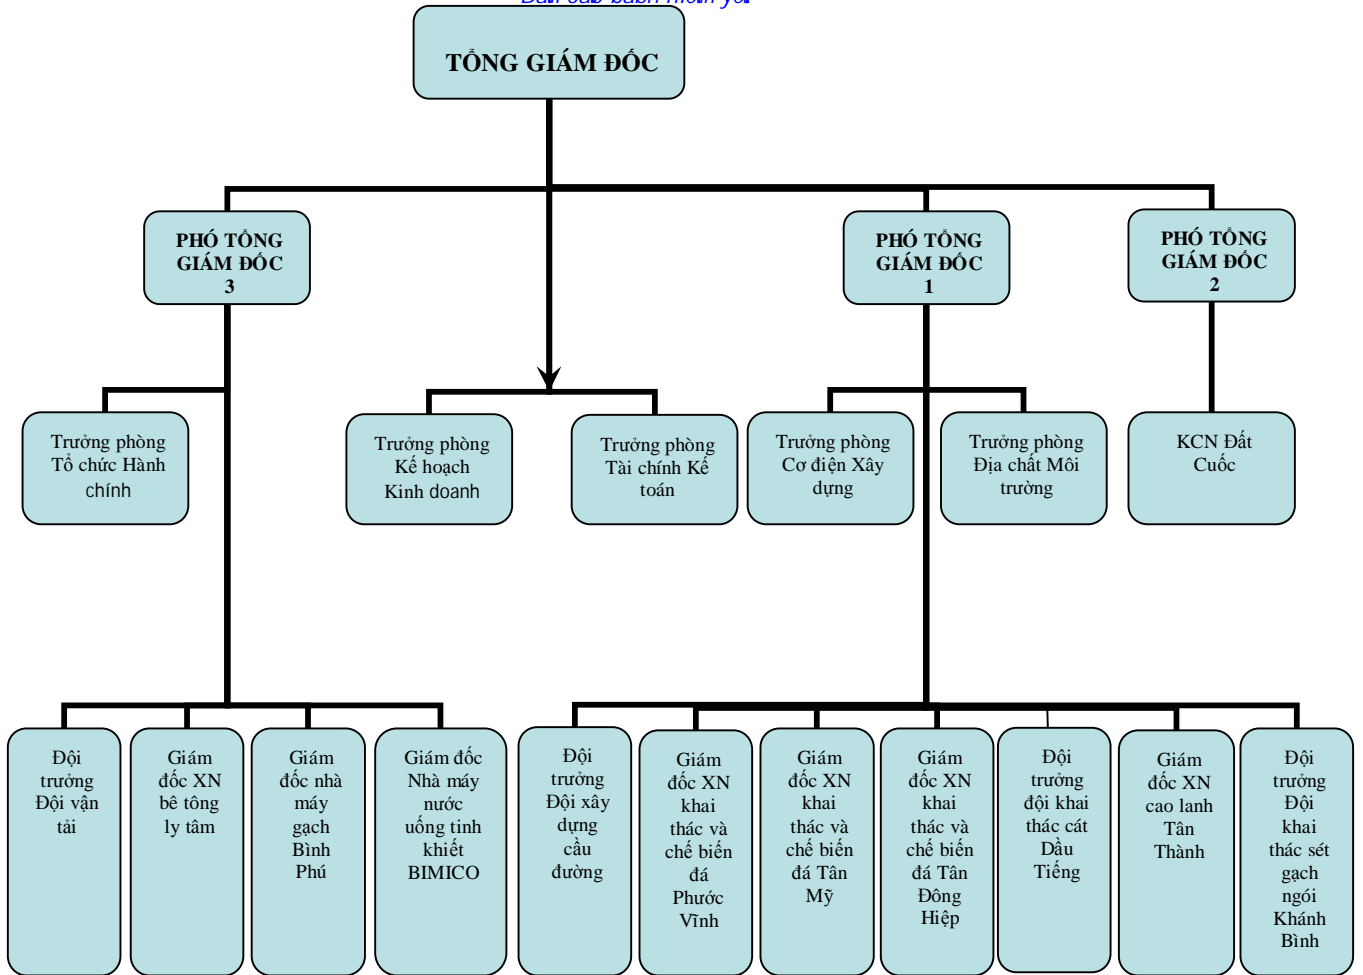 TỔNG GIÁM ĐỐC
PHÓ TỔNG
GIÁM ĐỐC
3
PHÓ TỔNG
GIÁM ĐỐC
1
PHÓ TỔNG
GIÁM ĐỐC
2
Trưởng phòng
Tổ chức Hành
chính
Trưởng phòng
Kế hoạch
Kinh doanh
Trưởng phòng
Tài chính Kế
toán
Trưởng phòng
Cơ điện Xây
dựng
Trưởng phòng
Địa chất Môi
trường
KCN Đất
Cuốc
Đội
trưởng
Đội vận
tải
Giám
đốc XN
bê tông
ly tâm
Giám
đốc nhà
máy
gạch
Bình
Phú
Giám đốc
Nhà máy
nước
uống tinh
khiết
BIMICO
Đội
trưởng
Đội xây
dựng
cầu
đường
Giám
đốc XN
khai
thác và
chế biến
đá
Phước
Vĩnh
Giám
đốc XN
khai
thác và
chế biến
đá Tân
Mỹ
Giám
đốc XN
khai
thác và
chế biến
đá Tân
Đông
Hiệp
Đội
trưởng
đội khai
thác cát
Dầu
Tiếng
Giám
đốc XN
cao lanh
Tân
Thành
Đội
trưởng
Đội
khai
thác sét
gạch
ngói
Khánh
Bình